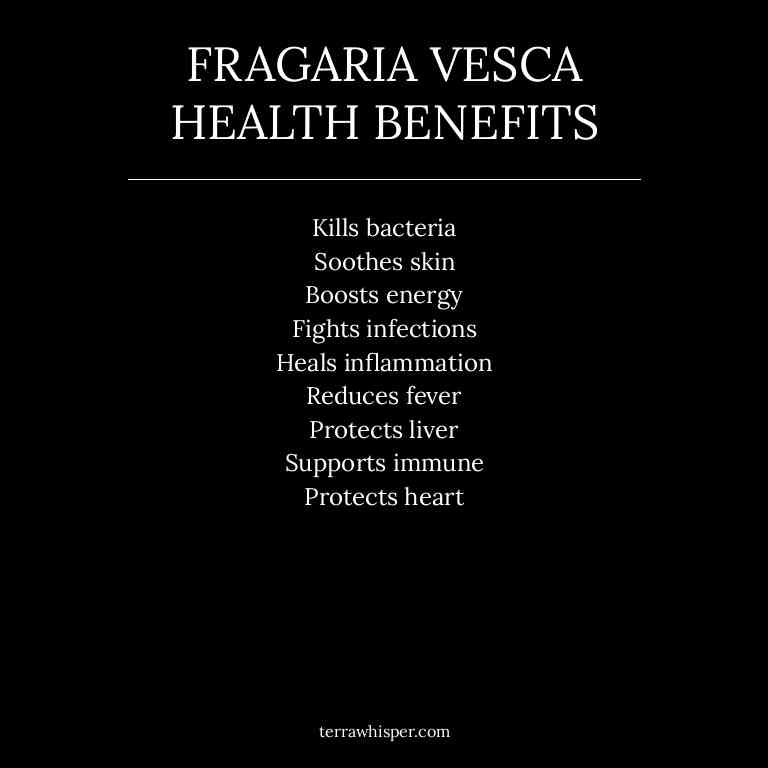 FRAGARIA VESCA
HEALTH BENEFITS
Kills bacteria
Soothes skin
Boosts energy
Fights infections
Heals inflammation
Reduces fever
Protects liver
Supports immune
Protects heart
terrawhisper.com